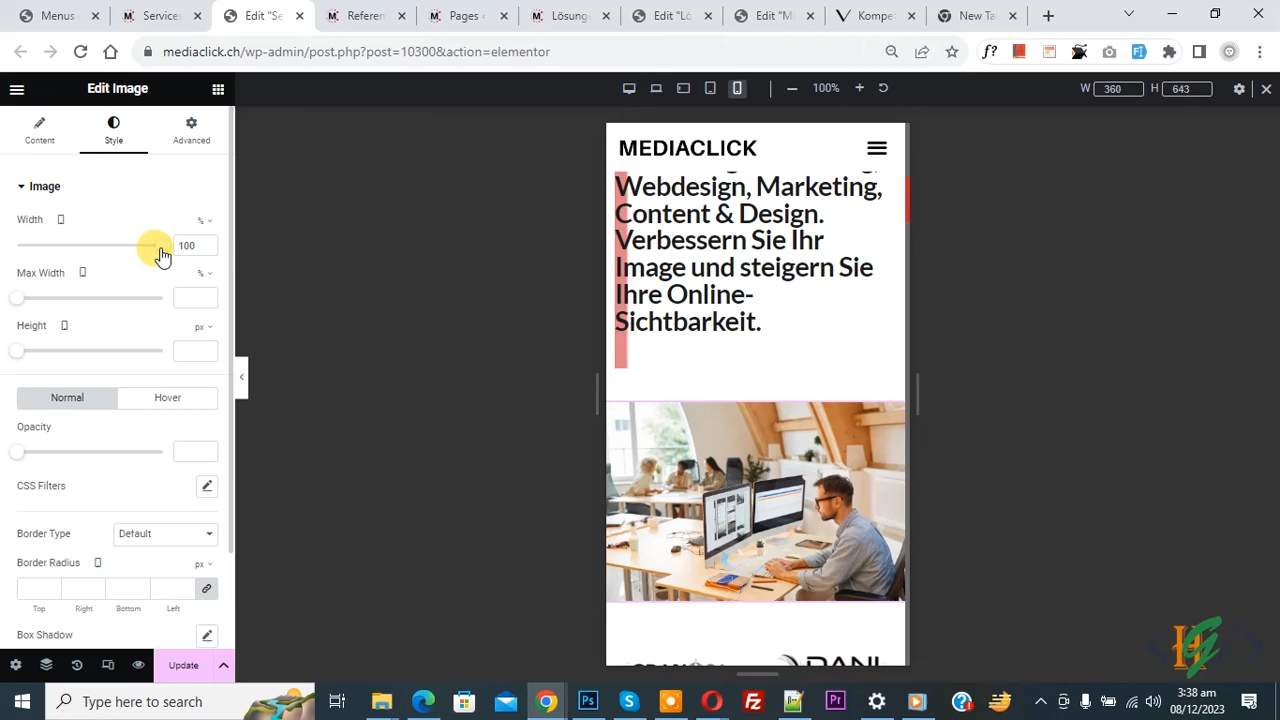 Menus
Services
Edit "Se
Referen
Pages
Lösung
Edit "Lö
Edit "Mi
Kompe
New Ta
mediaclick.ch/wp-admin/post.php?post=10300&action=elementor
f?
Edit Image
100%
W 360 H 643
Content Style Advanced
MEDIACLICK
Webdesign, Marketing,
Content & Design.
Verbessern Sie Ihr
Image und steigern Sie
Ihre Online-
Sichtbarkeit.
Image
Width %
100
Max Width %
Height px
Normal Hover
Opacity
CSS Filters
Border Type Default
Border Radius px
Top Right Bottom Left
Box Shadow
Update
Type here to search
3:38 am
08/12/2023